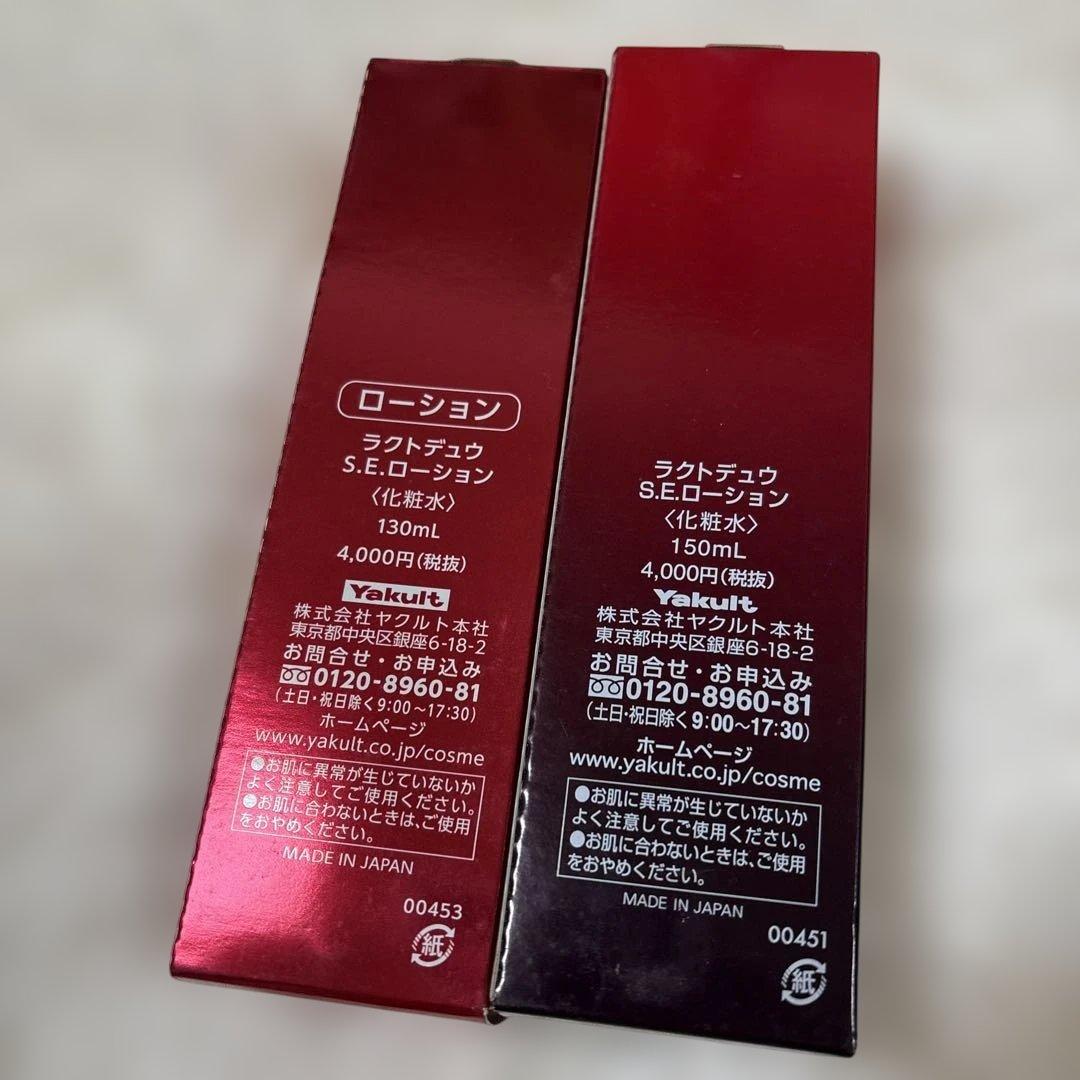 ローション
ラクトデュウ
S.E.ローション
〈化粧水〉
130mL
4,000円(税抜)
Yakult
株式会社ヤクルト本社
東京都中央区銀座6-18-2
お問合せ・お申込み
0120-8960-81
(土日・祝日除く9:00〜17:30)
ホームページ
www.yakult.co.jp/cosme
●お肌に異常が生じていないか
よく注意してご使用ください。
●お肌に合わないときは、ご使用
をおやめください。
MADE IN JAPAN
00453
紙
ラクトデュウ
S.E.ローション
〈化粧水〉
150mL
4,000円(税抜)
Yakult
株式会社ヤクルト本社
東京都中央区銀座6-18-2
お問合せ・お申込み
0120-8960-81
(土日・祝日除く9:00〜17:30)
ホームページ
www.yakult.co.jp/cosme
●お肌に異常が生じていないか
よく注意してご使用ください。
●お肌に合わないときは、ご使用
をおやめください。
MADE IN JAPAN
00451
紙